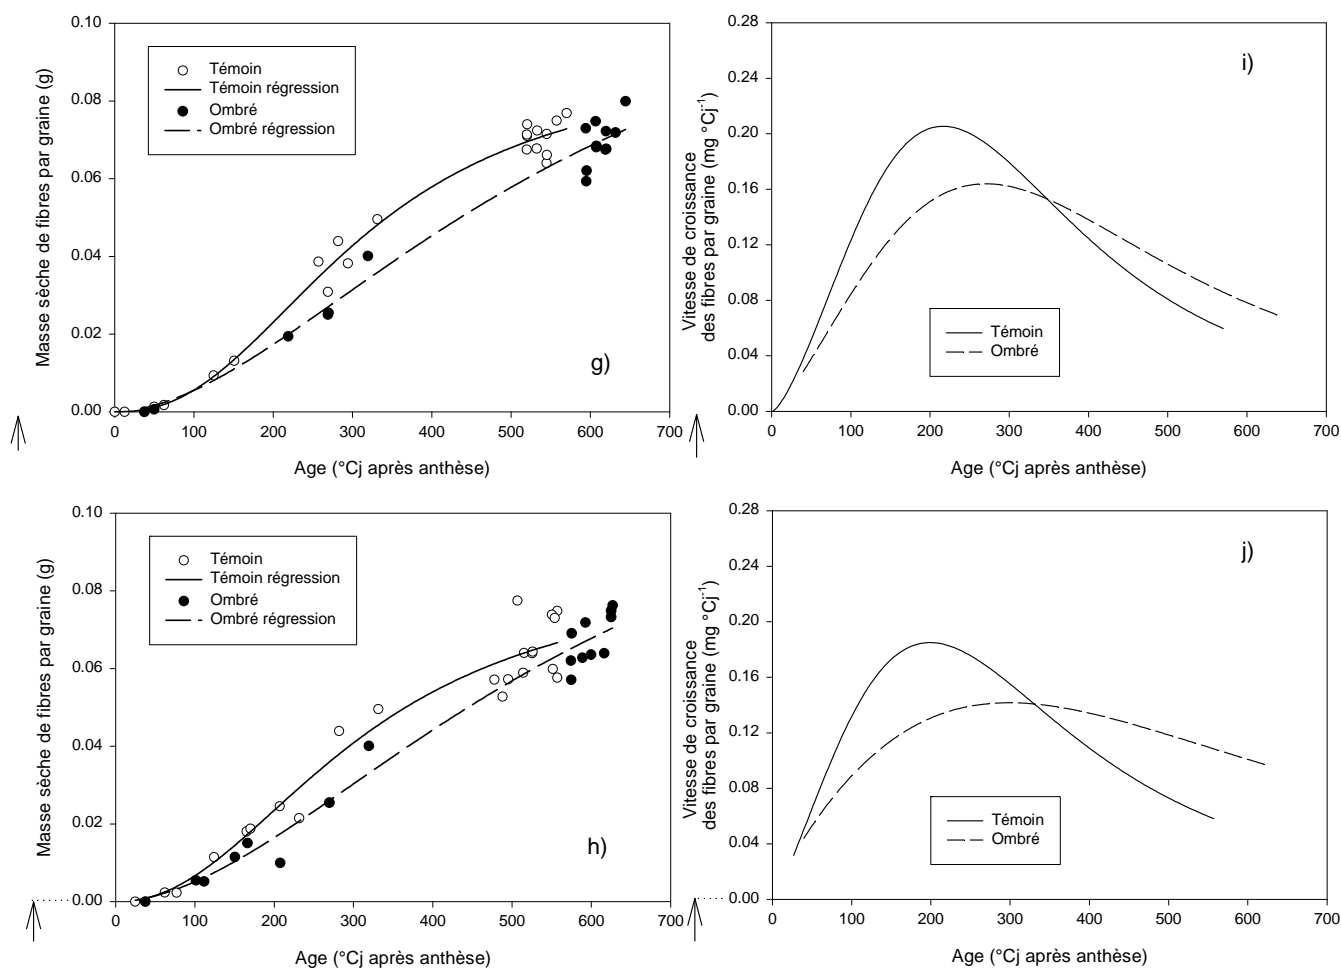 Masse sèche de fibres par graine (g)
0.10
0.08
0.06
0.04
0.02
0.00
Témoin
Témoin régression
Ombré
Ombré régression
g)
0 100 200 300 400 500 600 700
Age (°Cj après anthèse)
Vitesse de croissance
des fibres par graine (mg °Cj-1)
0.28
0.24
0.20
0.16
0.12
0.08
0.04
0.00
i)
Témoin
Ombré
0 100 200 300 400 500 600 700
Age (°Cj après anthèse)
Masse sèche de fibres par graine (g)
0.10
0.08
0.06
0.04
0.02
0.00
Témoin
Témoin régression
Ombré
Ombré régression
h)
0 100 200 300 400 500 600 700
Age (°Cj après anthèse)
Vitesse de croissance
des fibres par graine (mg °Cj-1)
0.28
0.24
0.20
0.16
0.12
0.08
0.04
0.00
j)
Témoin
Ombré
0 100 200 300 400 500 600 700
Age (°Cj après anthèse)